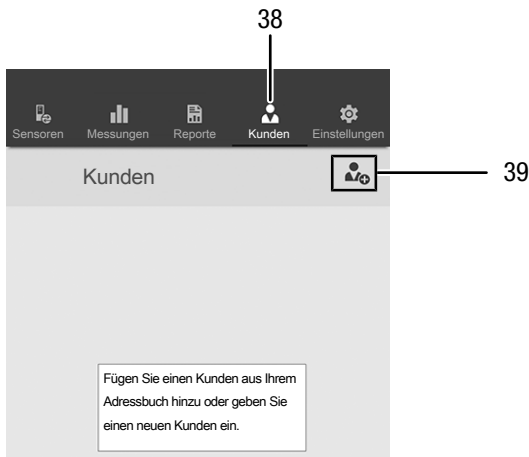 38
Sensoren Messungen Reporte Kunden Einstellungen
Kunden
39
Fügen Sie einen Kunden aus Ihrem
Adressbuch hinzu oder geben Sie
einen neuen Kunden ein.